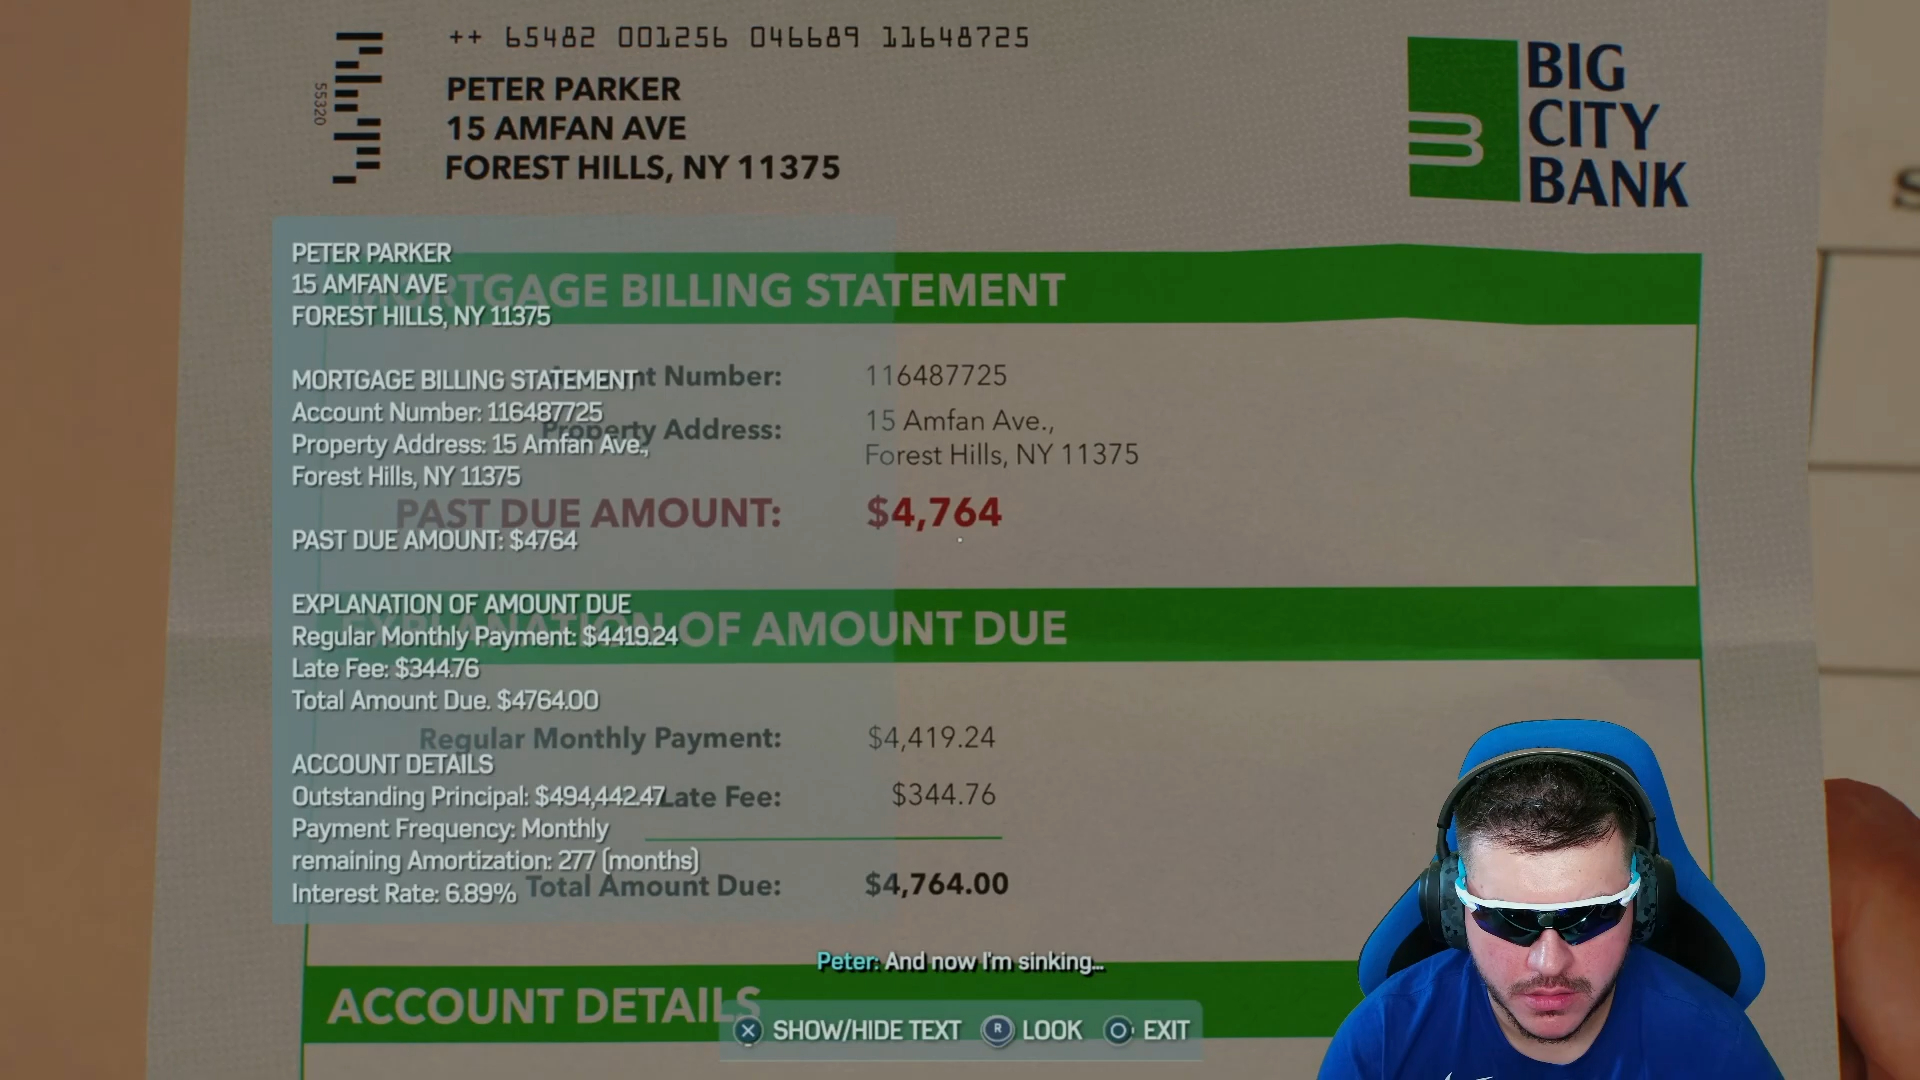 ++ 65482 001256 046689 11648725
55320
PETER PARKER
15 AMFAN AVE
FOREST HILLS, NY 11375
BIG
CITY
BANK
MORTGAGE BILLING STATEMENT
Account Number: 116487725
Property Address: 15 Amfan Ave.,
Forest Hills, NY 11375
PAST DUE AMOUNT: $4,764
EXPLANATION OF AMOUNT DUE
Regular Monthly Payment: $4,419.24
Late Fee: $344.76
Total Amount Due: $4,764.00
ACCOUNT DETAILS
PETER PARKER
15 AMFAN AVE
FOREST HILLS, NY 11375
MORTGAGE BILLING STATEMENT
Account Number: 116487725
Property Address: 15 Amfan Ave.,
Forest Hills, NY 11375
PAST DUE AMOUNT: $4764
EXPLANATION OF AMOUNT DUE
Regular Monthly Payment: $4419.24
Late Fee: $344.76
Total Amount Due. $4764.00
ACCOUNT DETAILS
Outstanding Principal: $494,442.47
Payment Frequency: Monthly
remaining Amortization: 277 (months)
Interest Rate: 6.89%
Peter: And now I'm sinking...
SHOW/HIDE TEXT R LOOK EXIT